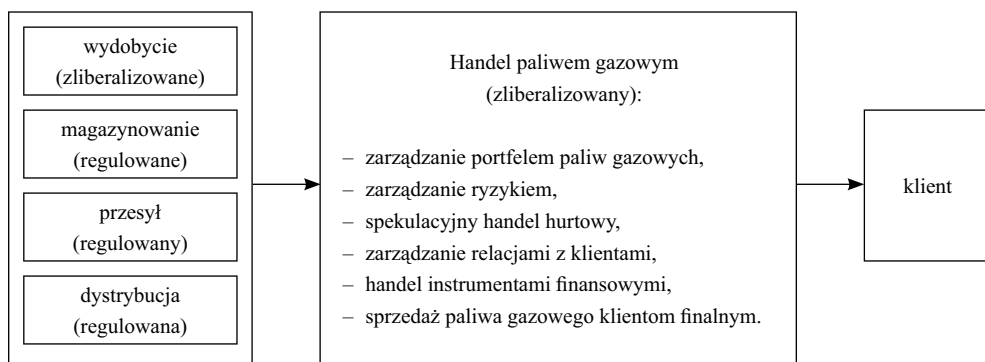 wydobycie
(zliberalizowane)
magazynowanie
(regulowane)
przesył
(regulowany)
dystrybucja
(regulowana)
Handel paliwem gazowym
(zliberalizowany):
– zarządzanie portfelem paliw gazowych,
– zarządzanie ryzykiem,
– spekulacyjny handel hurtowy,
– zarządzanie relacjami z klientami,
– handel instrumentami finansowymi,
– sprzedaż paliwa gazowego klientom finalnym.
klient